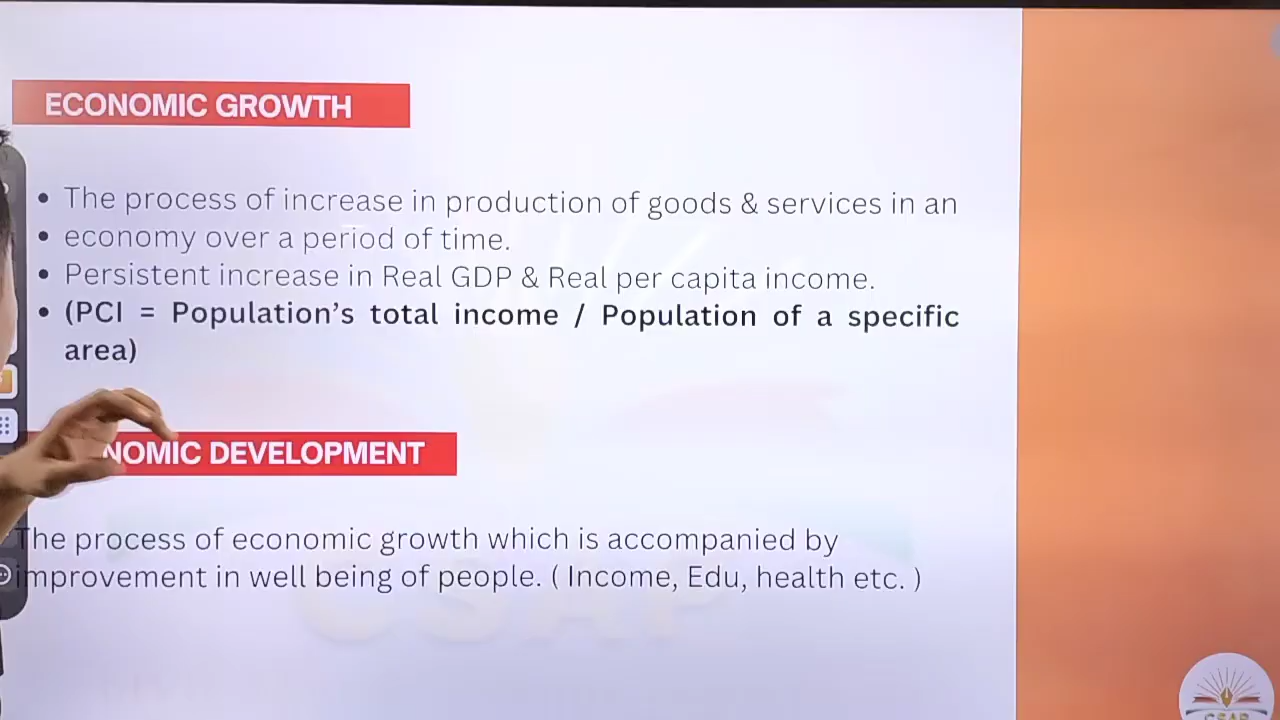 ECONOMIC GROWTH
• The process of increase in production of goods & services in an
• economy over a period of time.
• Persistent increase in Real GDP & Real per capita income.
• (PCI = Population's total income / Population of a specific
area)
NOMIC DEVELOPMENT
The process of economic growth which is accompanied by
improvement in well being of people. ( Income, Edu, health etc. )
CSAP
CSAP